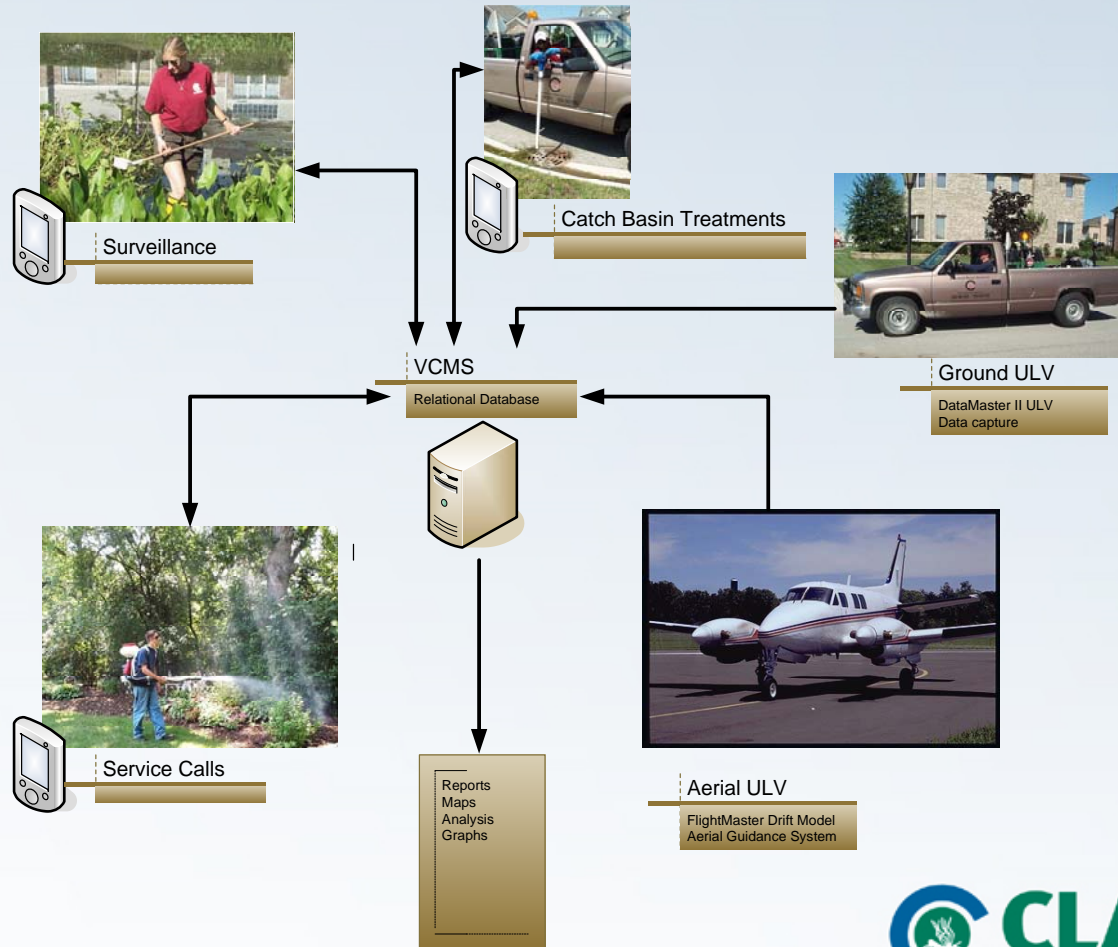 Surveillance
Catch Basin Treatments
VCMS
Relational Database
Ground ULV
DataMaster II ULV
Data capture
Service Calls
Reports
Maps
Analysis
Graphs
Aerial ULV
FlightMaster Drift Model
Aerial Guidance System